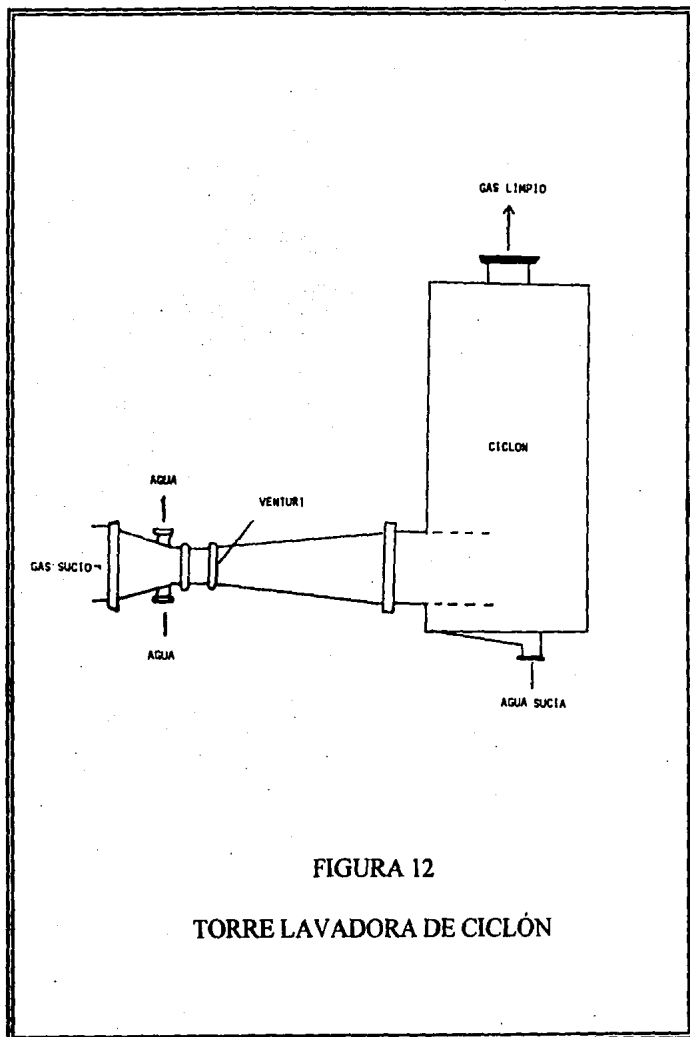 GAS LIMPIO
CICLON
AGUA
VENTURI
GAS SUCIO
AGUA
AGUA SUCIA
FIGURA 12
TORRE LAVADORA DE CICLÓN